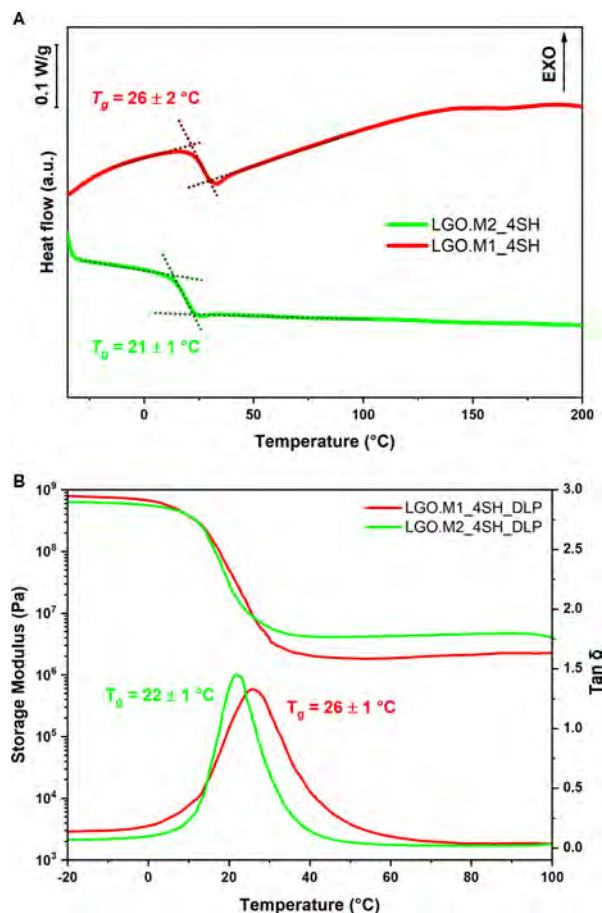 A
0.1 W/g
EXO
Tg = 26 ± 2 °C
Heat flow (a.u.)
LGO.M2_4SH
LGO.M1_4SH
Tg = 21 ± 1 °C
0
50
100
150
200
Temperature (°C)
B
10⁹
10⁸
10⁷
10⁶
10⁵
10⁴
10³
Storage Modulus (Pa)
LGO.M1_4SH_DLP
LGO.M2_4SH_DLP
Tg = 22 ± 1 °C
Tg = 26 ± 1 °C
3.0
2.5
2.0
1.5
1.0
0.5
0.0
Tan δ
-20
0
20
40
60
80
100
Temperature (°C)